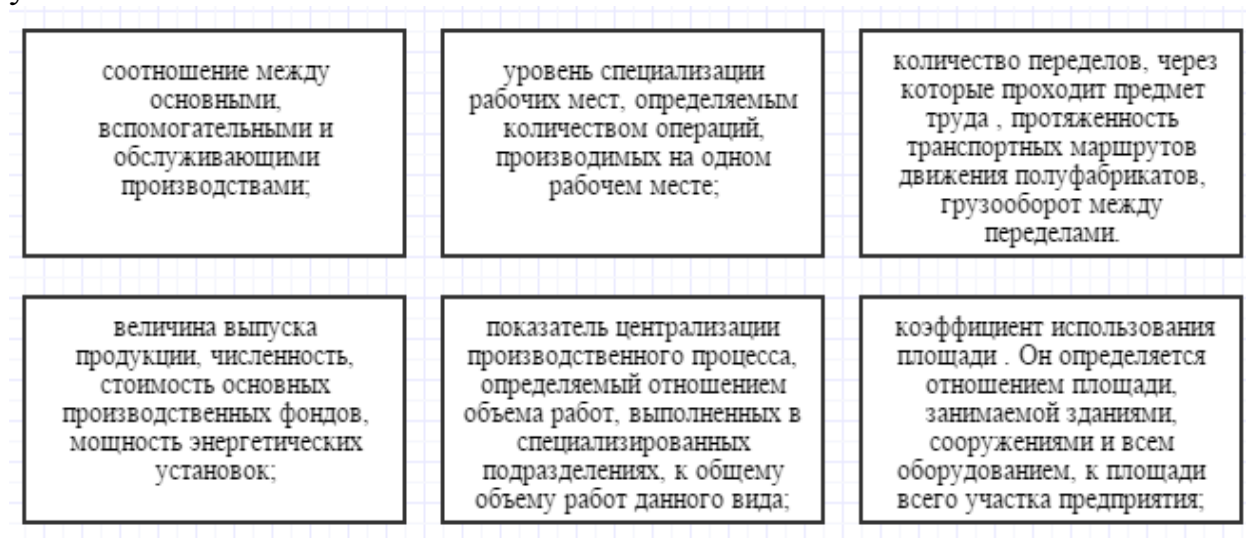 соотношение между
основными,
вспомогательными и
обслуживающими
производствами;
уровень специализации
рабочих мест, определяемым
количеством операций,
производимых на одном
рабочем месте;
количество переделов, через
которые проходит предмет
труда , протяженность
транспортных маршрутов
движения полуфабрикатов,
грузооборот между
переделами.
величина выпуска
продукции, численность,
стоимость основных
производственных фондов,
мощность энергетических
установок;
показатель централизации
производственного процесса,
определяемый отношением
объема работ, выполненных в
специализированных
подразделениях, к общему
объему работ данного вида;
коэффициент использования
площади . Он определяется
отношением площади,
занимаемой зданиями,
сооружениями и всем
оборудованием, к площади
всего участка предприятия;